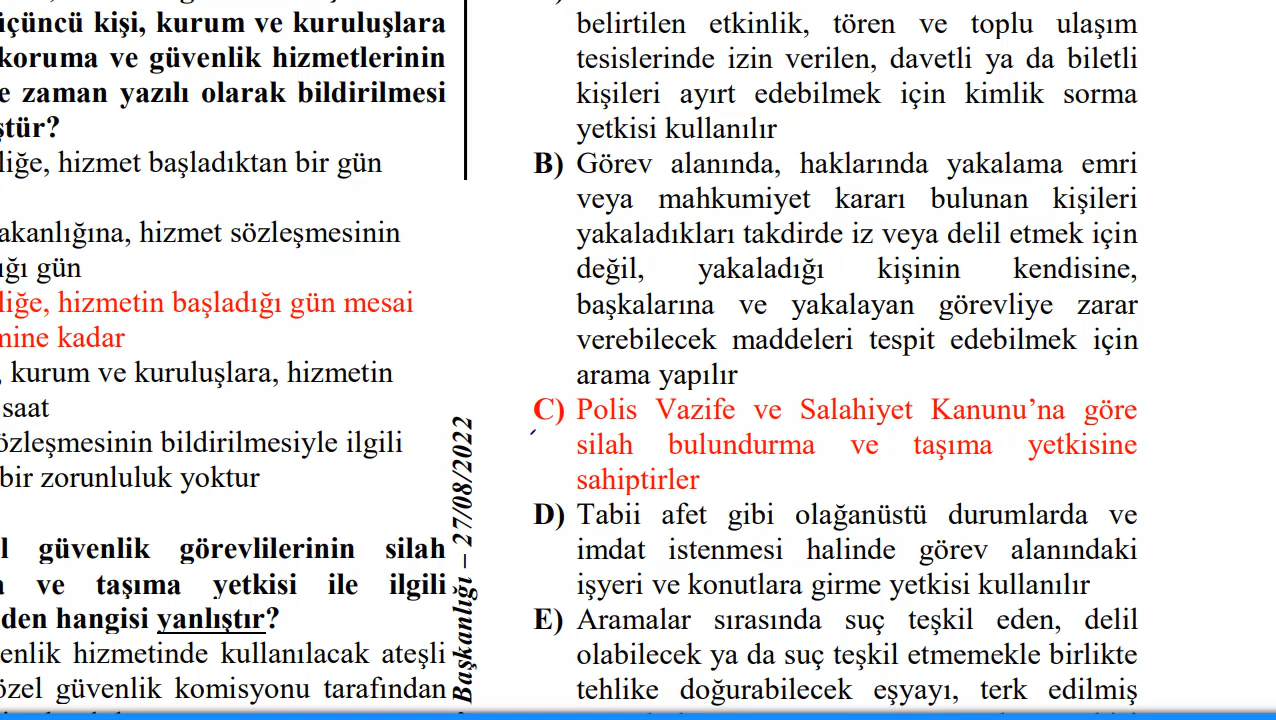 üçüncü kişi, kurum ve kuruluşlara
koruma ve güvenlik hizmetlerinin
e zaman yazılı olarak bildirilmesi
ştür?
liğe, hizmet başladıktan bir gün
akanlığına, hizmet sözleşmesinin
ığı gün
liğe, hizmetin başladığı gün mesai
mine kadar
, kurum ve kuruluşlara, hizmetin
saat
özleşmesinin bildirilmesiyle ilgili
bir zorunluluk yoktur
l güvenlik görevlilerinin silah
a ve taşıma yetkisi ile ilgili
den hangisi yanlıştır?
enlik hizmetinde kullanılacak ateşli
özel güvenlik komisyonu tarafından
Başkanlığı – 27/08/2022
belirtilen etkinlik, tören ve toplu ulaşım
tesislerinde izin verilen, davetli ya da biletli
kişileri ayırt edebilmek için kimlik sorma
yetkisi kullanılır
B) Görev alanında, haklarında yakalama emri
veya mahkumiyet kararı bulunan kişileri
yakaladıkları takdirde iz veya delil etmek için
değil, yakaladığı kişinin kendisine,
başkalarına ve yakalayan görevliye zarar
verebilecek maddeleri tespit edebilmek için
arama yapılır
C) Polis Vazife ve Salahiyet Kanunu’na göre
silah bulundurma ve taşıma yetkisine
sahiptirler
D) Tabii afet gibi olağanüstü durumlarda ve
imdat istenmesi halinde görev alanındaki
işyeri ve konutlara girme yetkisi kullanılır
E) Aramalar sırasında suç teşkil eden, delil
olabilecek ya da suç teşkil etmemekle birlikte
tehlike doğurabilecek eşyayı, terk edilmiş